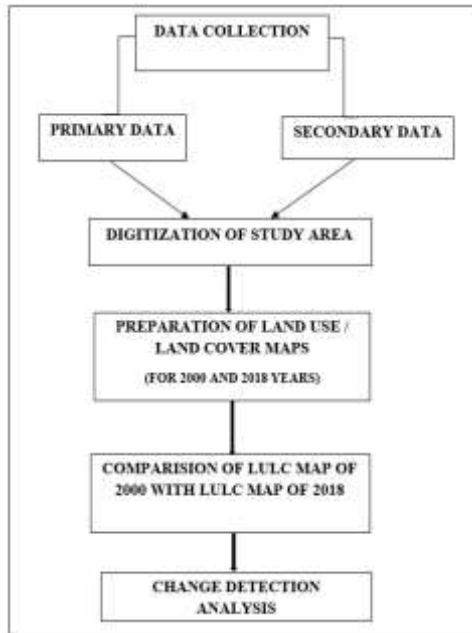 DATA COLLECTION
PRIMARY DATA
SECONDARY DATA
DIGITIZATION OF STUDY AREA
PREPARATION OF LAND USE /
LAND COVER MAPS
(FOR 2000 AND 2018 YEARS)
COMPARISION OF LULC MAP OF
2000 WITH LULC MAP OF 2018
CHANGE DETECTION
ANALYSIS